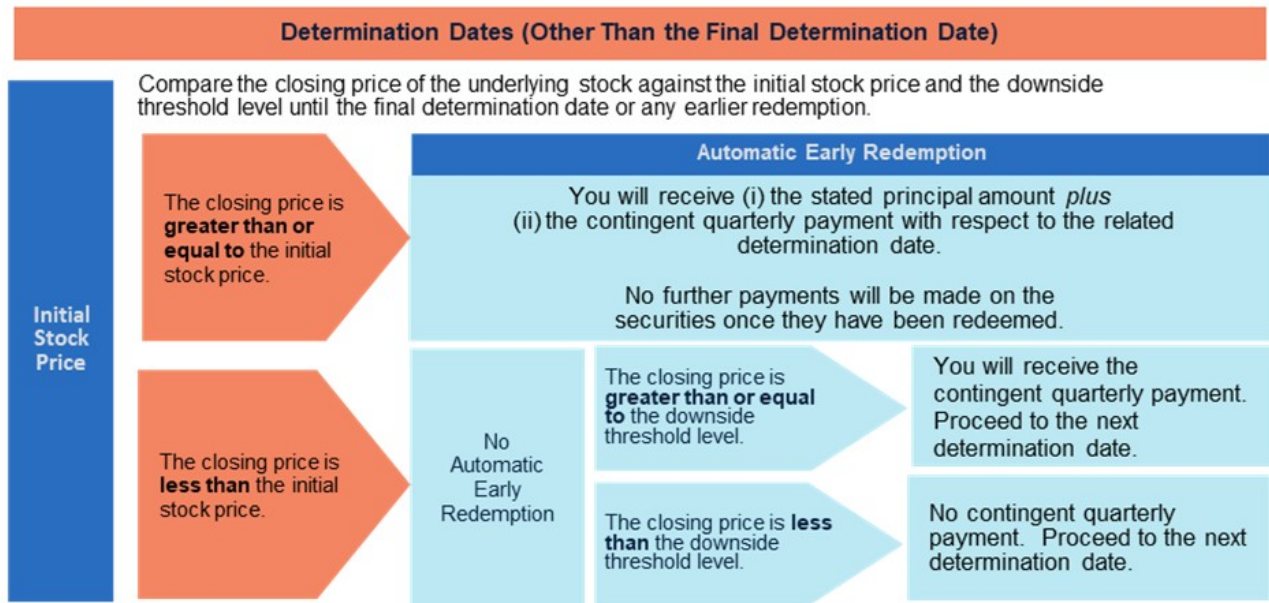 Determination Dates (Other Than the Final Determination Date)
Compare the closing price of the underlying stock against the initial stock price and the downside
threshold level until the final determination date or any earlier redemption.
Initial
Stock
Price
The closing price is
greater than or
equal to the initial
stock price.
Automatic Early Redemption
You will receive (i) the stated principal amount plus
(ii) the contingent quarterly payment with respect to the related
determination date.
No further payments will be made on the
securities once they have been redeemed.
The closing price is
less than the initial
stock price.
No
Automatic
Early
Redemption
The closing price is
greater than or equal
to the downside
threshold level.
You will receive the
contingent quarterly payment.
Proceed to the next
determination date.
The closing price is less
than the downside
threshold level.
No contingent quarterly
payment. Proceed to the next
determination date.